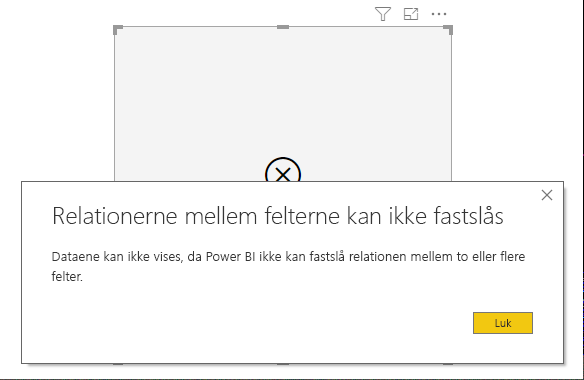 Relationerne mellem felterne kan ikke fastslås
Dataene kan ikke vises, da Power BI ikke kan fastslå relationen mellem to eller flere
felter.
Luk